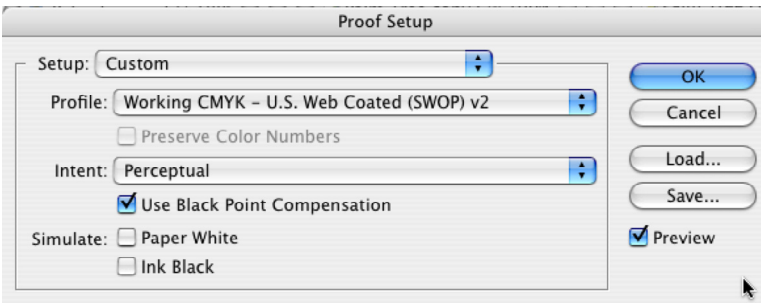 Proof Setup
Setup: Custom
OK
Profile: Working CMYK – U.S. Web Coated (SWOP) v2
Cancel
Preserve Color Numbers
Intent: Perceptual
Load...
Use Black Point Compensation
Save...
Simulate: Paper White
Preview
Ink Black